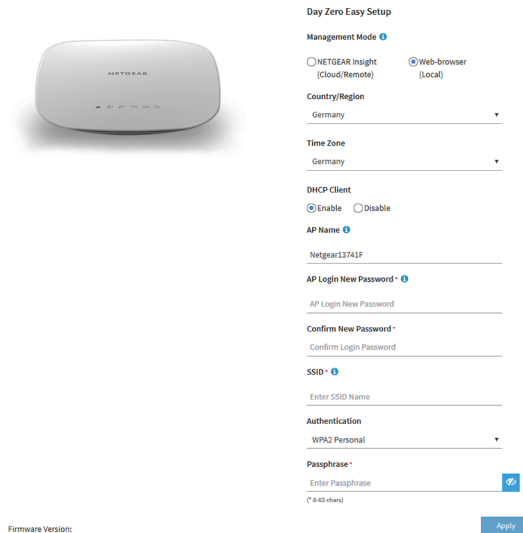 NETGEAR
Day Zero Easy Setup
Management Mode
NETGEAR Insight
(Cloud/Remote)
Web-browser
(Local)
Country/Region
Germany
Time Zone
Germany
DHCP Client
Enable
Disable
AP Name
Netgear13741F
AP Login New Password *
AP Login New Password
Confirm New Password *
Confirm Login Password
SSID *
Enter SSID Name
Authentication
WPA2 Personal
Passphrase *
Enter Passphrase
(* 8-63 chars)
Firmware Version:
Apply